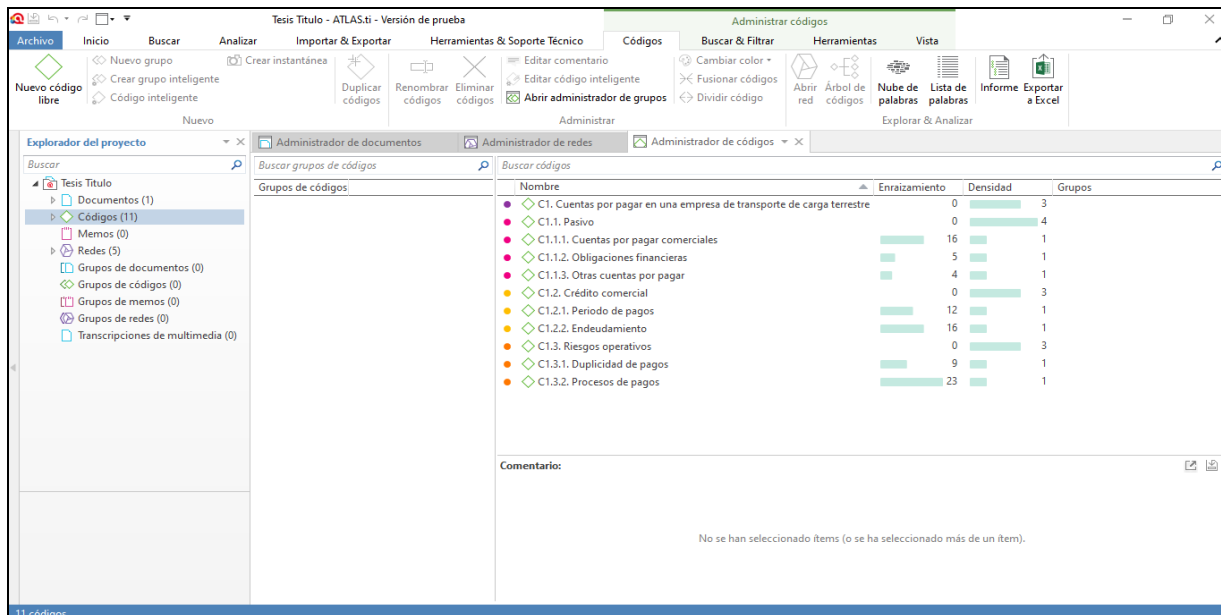 Tesis Titulo - ATLAS.ti - Versión de prueba
Administrar códigos
Archivo Inicio Buscar Analizar Importar & Exportar Herramientas & Soporte Técnico Códigos Buscar & Filtrar Herramientas Vista
Nuevo código libre
Nuevo grupo
Crear grupo inteligente
Código inteligente
Crear instantánea
Nuevo
Duplicar códigos
Renombrar códigos
Eliminar códigos
Editar comentario
Editar código inteligente
Abrir administrador de grupos
Cambiar color
Fusionar códigos
Dividir código
Administrar
Abrir red
Árbol de códigos
Nube de palabras
Lista de palabras
Informe
Exportar a Excel
Explorar & Analizar
Explorador del proyecto
Buscar
Tesis Titulo
Documentos (1)
Códigos (11)
Memos (0)
Redes (5)
Grupos de documentos (0)
Grupos de códigos (0)
Grupos de memos (0)
Grupos de redes (0)
Transcripciones de multimedia (0)
Administrador de documentos
Administrador de redes
Administrador de códigos
Buscar grupos de códigos
Grupos de códigos
Buscar códigos
Nombre Enraizamiento Densidad Grupos
C1. Cuentas por pagar en una empresa de transporte de carga terrestre 0 3
C1.1. Pasivo 0 4
C1.1.1. Cuentas por pagar comerciales 16 1
C1.1.2. Obligaciones financieras 5 1
C1.1.3. Otras cuentas por pagar 4 1
C1.2. Crédito comercial 0 3
C1.2.1. Periodo de pagos 12 1
C1.2.2. Endeudamiento 16 1
C1.3. Riesgos operativos 0 3
C1.3.1. Duplicidad de pagos 9 1
C1.3.2. Procesos de pagos 23 1
Comentario:
No se han seleccionado ítems (o se ha seleccionado más de un ítem).
11 códigos